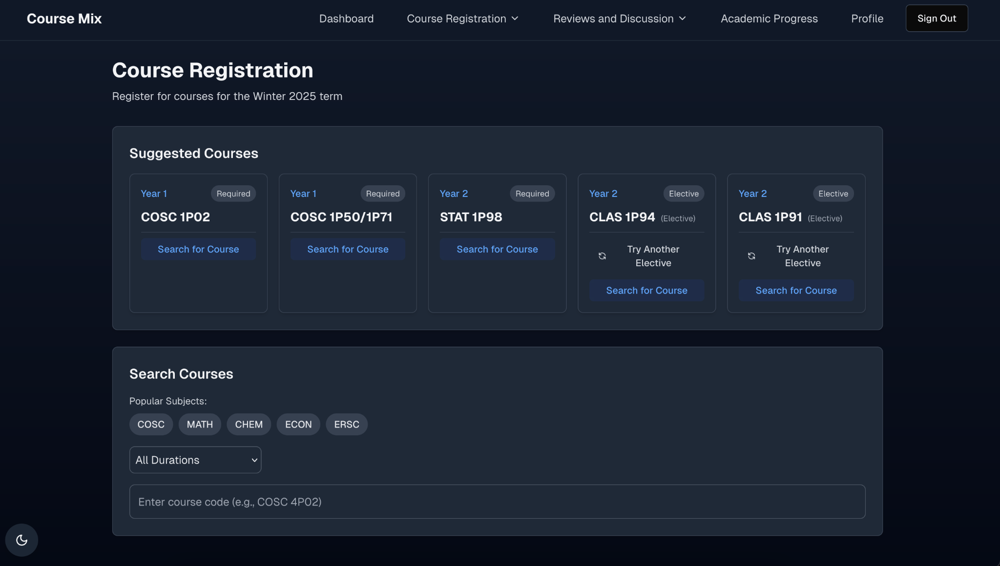 Course Mix
Dashboard
Course Registration
Reviews and Discussion
Academic Progress
Profile
Sign Out
Course Registration
Register for courses for the Winter 2025 term
Suggested Courses
Year 1
Required
COSC 1P02
Search for Course
Year 1
Required
COSC 1P50/1P71
Search for Course
Year 2
Required
STAT 1P98
Search for Course
Year 2
Elective
CLAS 1P94 (Elective)
Try Another
Elective
Search for Course
Year 2
Elective
CLAS 1P91 (Elective)
Try Another
Elective
Search for Course
Search Courses
Popular Subjects:
COSC
MATH
CHEM
ECON
ERSC
All Durations
Enter course code (e.g., COSC 4P02)